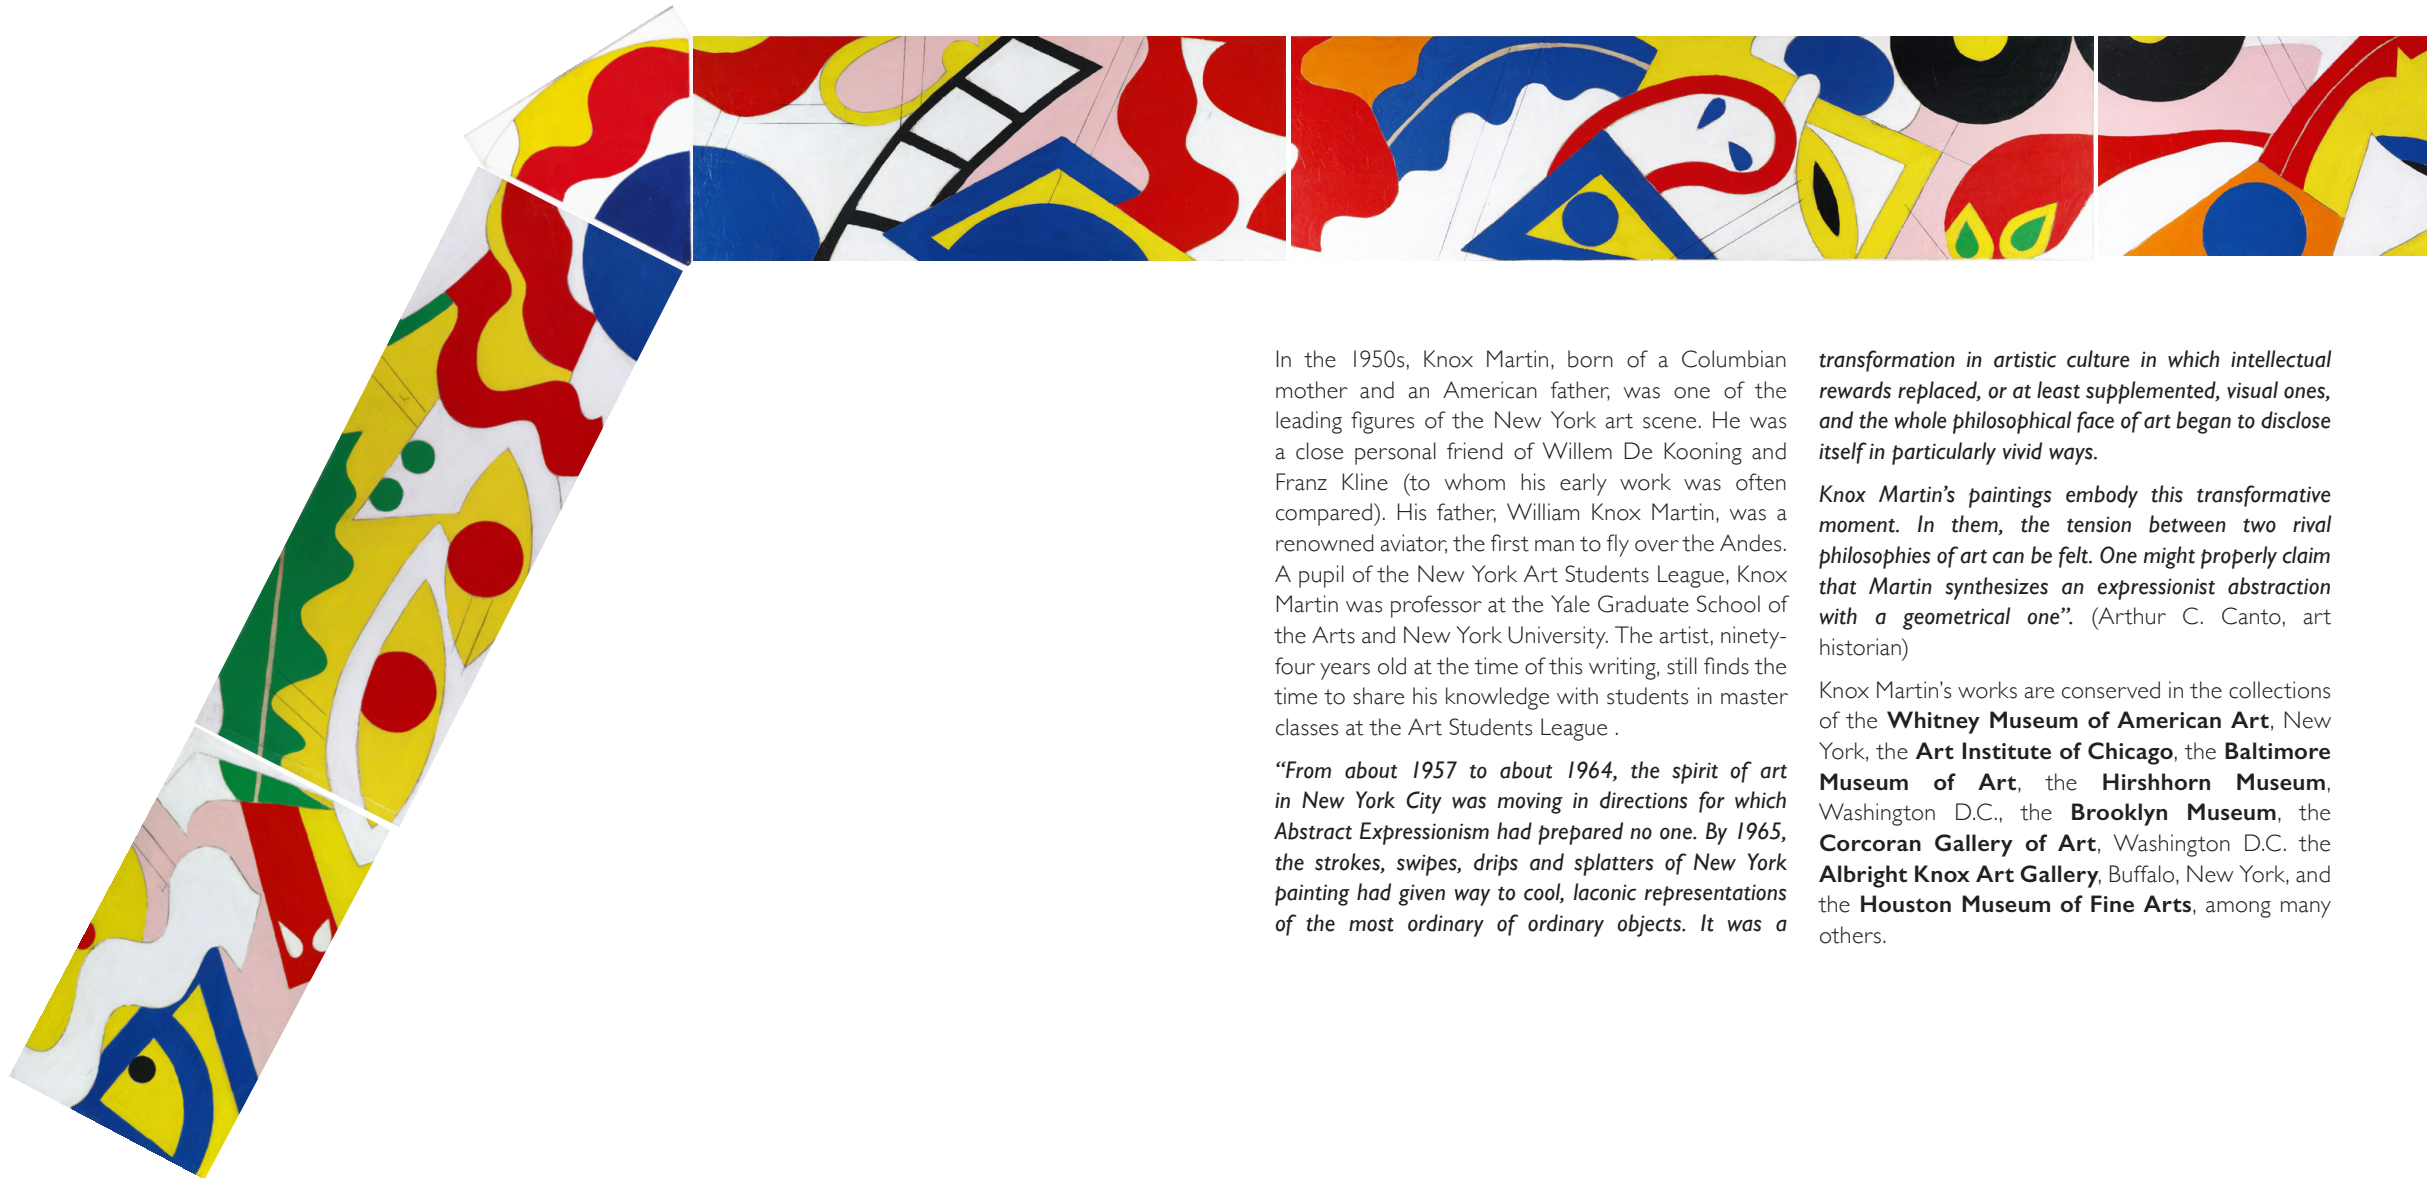 In the 1950s, Knox Martin, born of a Columbian
mother and an American father, was one of the
leading figures of the New York art scene. He was
a close personal friend of Willem De Kooning and
Franz Kline (to whom his early work was often
compared). His father, William Knox Martin, was a
renowned aviator, the first man to fly over the Andes.
A pupil of the New York Art Students League, Knox
Martin was professor at the Yale Graduate School of
the Arts and New York University. The artist, ninety-
four years old at the time of this writing, still finds the
time to share his knowledge with students in master
classes at the Art Students League .
“From about 1957 to about 1964, the spirit of art
in New York City was moving in directions for which
Abstract Expressionism had prepared no one. By 1965,
the strokes, swipes, drips and splatters of New York
painting had given way to cool, laconic representations
of the most ordinary of ordinary objects. It was a
transformation in artistic culture in which intellectual
rewards replaced, or at least supplemented, visual ones,
and the whole philosophical face of art began to disclose
itself in particularly vivid ways.
Knox Martin’s paintings embody this transformative
moment. In them, the tension between two rival
philosophies of art can be felt. One might properly claim
that Martin synthesizes an expressionist abstraction
with a geometrical one”. (Arthur C. Canto, art
historian)
Knox Martin’s works are conserved in the collections
of the Whitney Museum of American Art, New
York, the Art Institute of Chicago, the Baltimore
Museum of Art, the Hirshhorn Museum,
Washington D.C., the Brooklyn Museum, the
Corcoran Gallery of Art, Washington D.C. the
Albright Knox Art Gallery, Buffalo, New York, and
the Houston Museum of Fine Arts, among many
others.